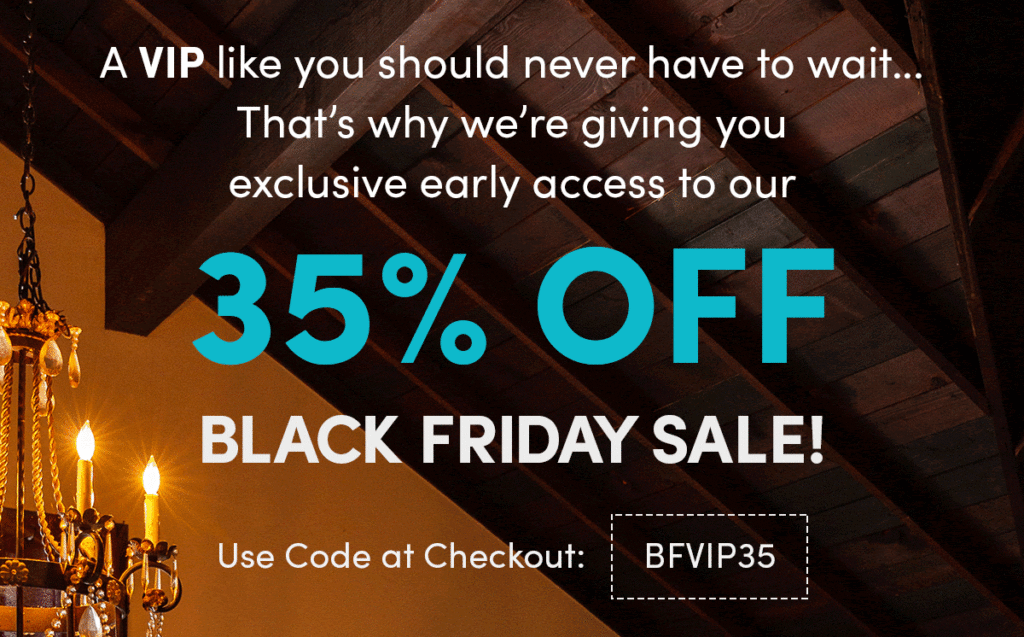 A VIP like you should never have to wait...
That’s why we’re giving you
exclusive early access to our
35% OFF
BLACK FRIDAY SALE!
Use Code at Checkout: BFVIP35